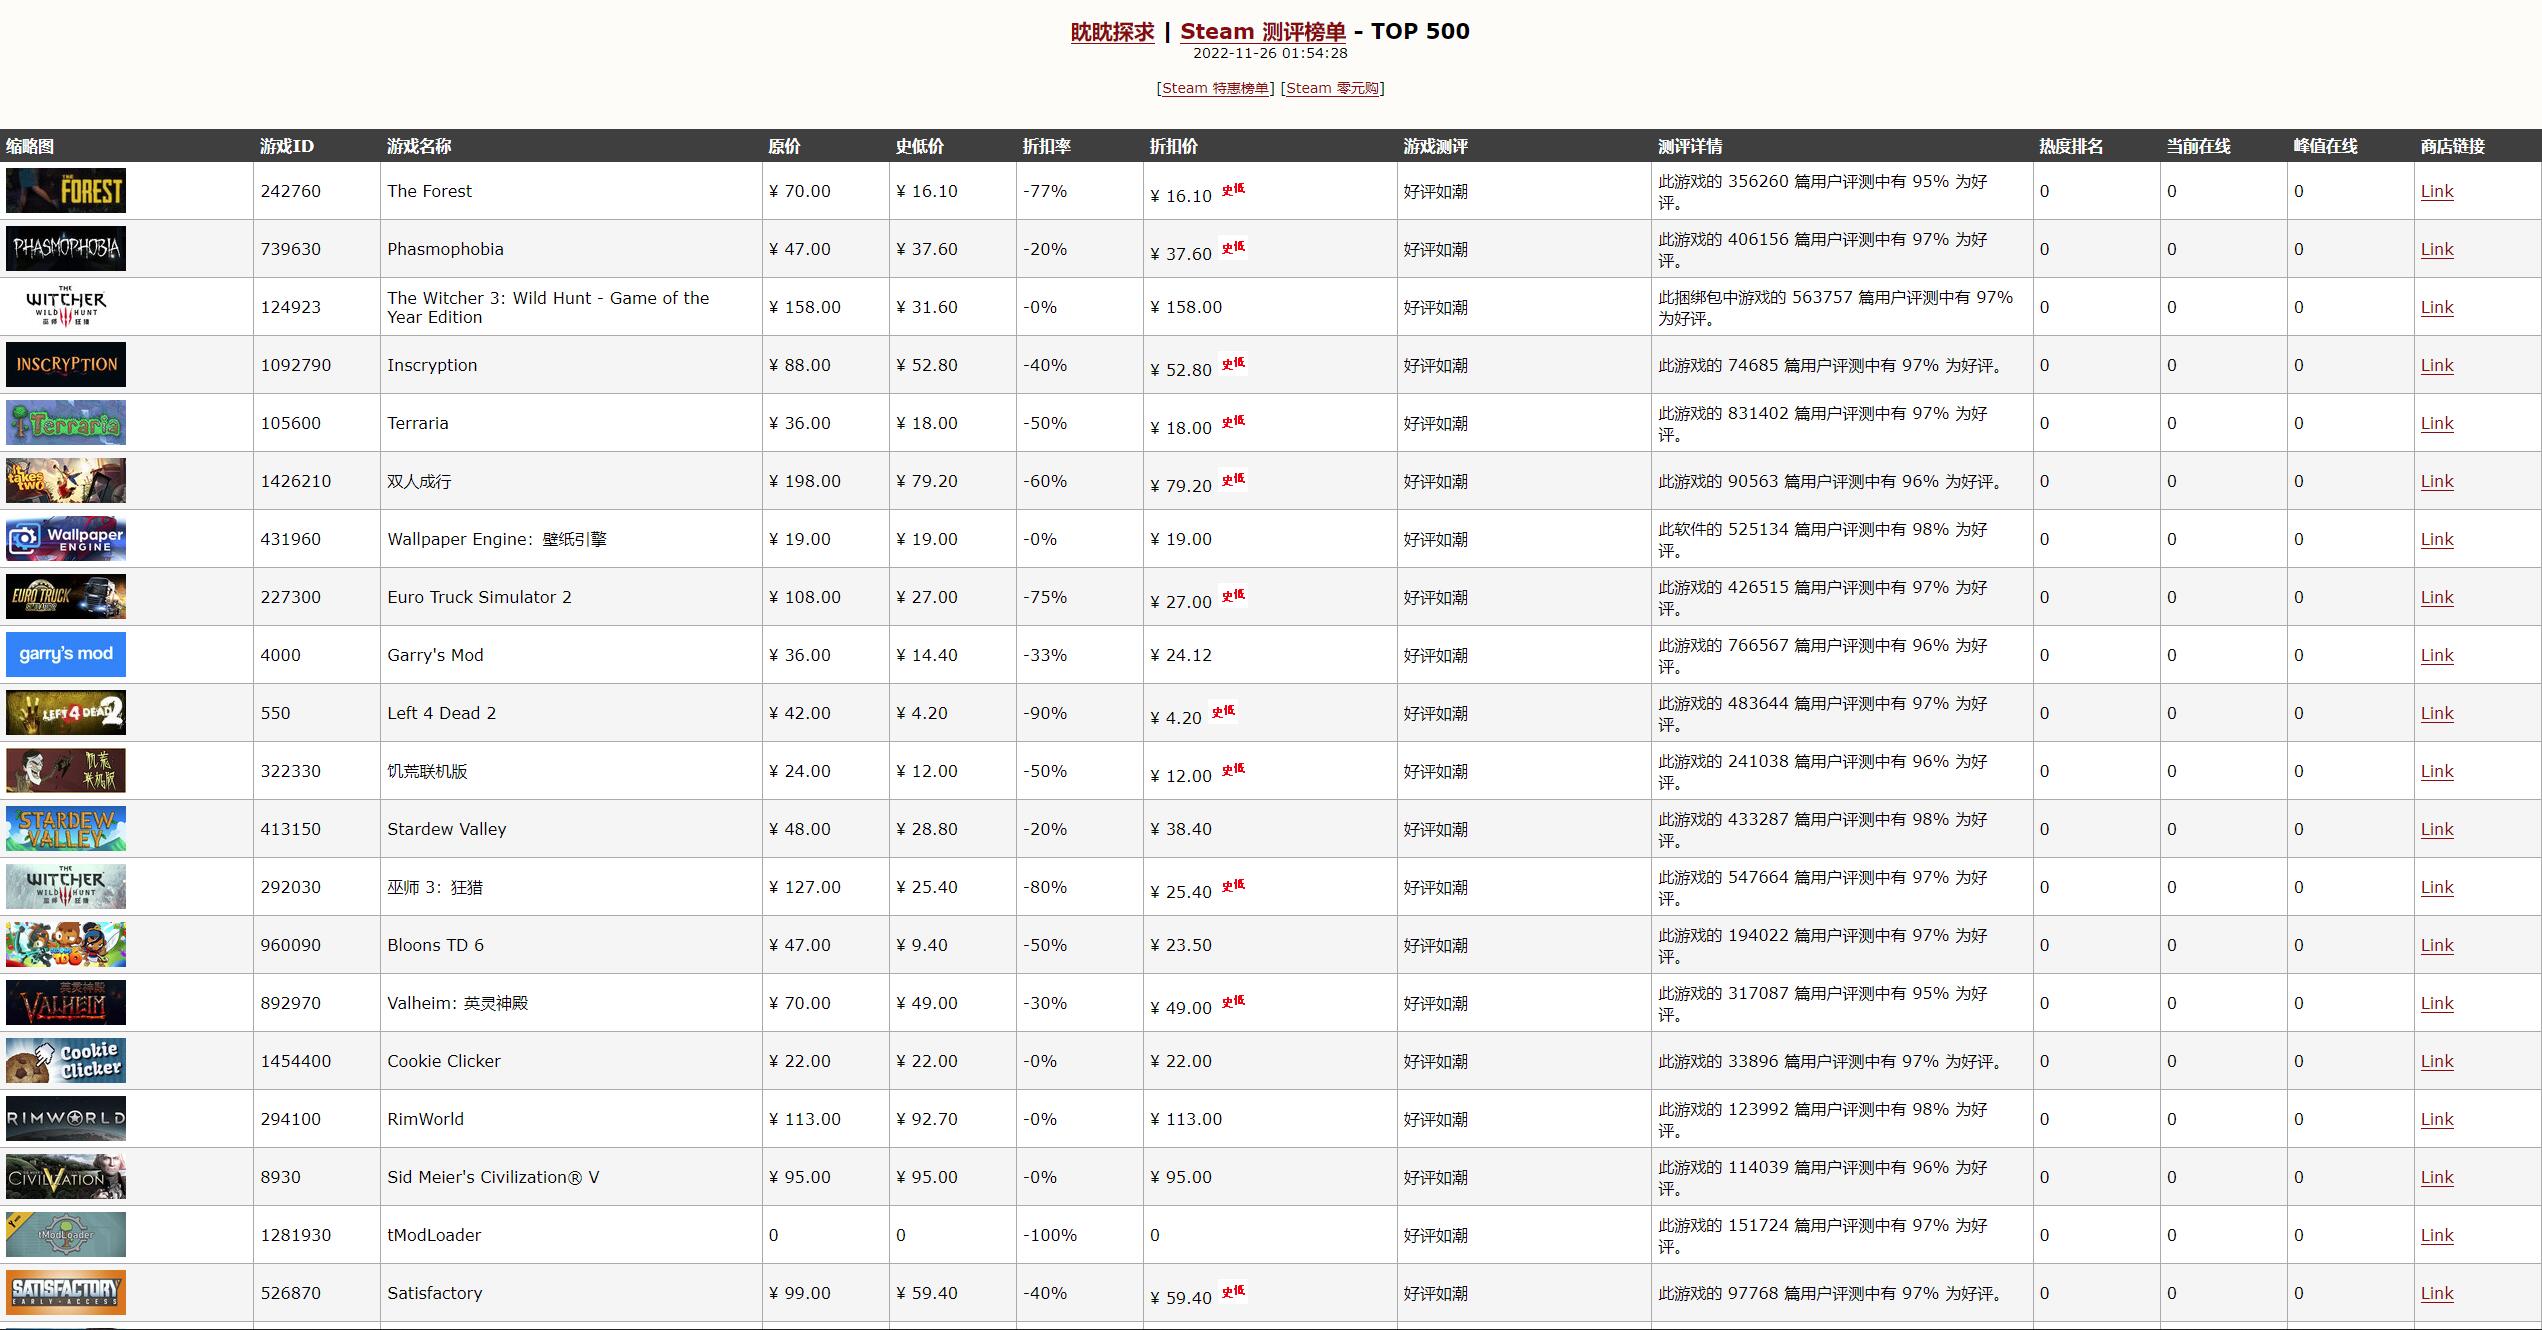 眈眈探求 | Steam 测评榜单 - TOP 500
2022-11-26 01:54:28
[Steam 特惠榜单] [Steam 零元购]
缩略图 游戏ID 游戏名称 原价 史低价 折扣率 折扣价 游戏测评 测评详情 热度排名 当前在线 峰值在线 商店链接
THE FOREST 242760 The Forest ¥ 70.00 ¥ 16.10 -77% ¥ 16.10 史低 好评如潮 此游戏的 356260 篇用户评测中有 95% 为好评。 0 0 0 Link
PHASMOPHOBIA 739630 Phasmophobia ¥ 47.00 ¥ 37.60 -20% ¥ 37.60 史低 好评如潮 此游戏的 406156 篇用户评测中有 97% 为好评。 0 0 0 Link
THE WITCHER WILD HUNT 巫师 狂猎 124923 The Witcher 3: Wild Hunt - Game of the Year Edition ¥ 158.00 ¥ 31.60 -0% ¥ 158.00 好评如潮 此捆绑包中游戏的 563757 篇用户评测中有 97% 为好评。 0 0 0 Link
INSCRYPTION 1092790 Inscryption ¥ 88.00 ¥ 52.80 -40% ¥ 52.80 史低 好评如潮 此游戏的 74685 篇用户评测中有 97% 为好评。 0 0 0 Link
Terraria 105600 Terraria ¥ 36.00 ¥ 18.00 -50% ¥ 18.00 史低 好评如潮 此游戏的 831402 篇用户评测中有 97% 为好评。 0 0 0 Link
It takes two 1426210 双人成行 ¥ 198.00 ¥ 79.20 -60% ¥ 79.20 史低 好评如潮 此游戏的 90563 篇用户评测中有 96% 为好评。 0 0 0 Link
Wallpaper ENGINE 431960 Wallpaper Engine：壁纸引擎 ¥ 19.00 ¥ 19.00 -0% ¥ 19.00 好评如潮 此软件的 525134 篇用户评测中有 98% 为好评。 0 0 0 Link
EURO TRUCK SIMULATOR 2 227300 Euro Truck Simulator 2 ¥ 108.00 ¥ 27.00 -75% ¥ 27.00 史低 好评如潮 此游戏的 426515 篇用户评测中有 97% 为好评。 0 0 0 Link
garry's mod 4000 Garry's Mod ¥ 36.00 ¥ 14.40 -33% ¥ 24.12 好评如潮 此游戏的 766567 篇用户评测中有 96% 为好评。 0 0 0 Link
LEFT 4 DEAD 2 550 Left 4 Dead 2 ¥ 42.00 ¥ 4.20 -90% ¥ 4.20 史低 好评如潮 此游戏的 483644 篇用户评测中有 97% 为好评。 0 0 0 Link
饥荒 联机版 322330 饥荒联机版 ¥ 24.00 ¥ 12.00 -50% ¥ 12.00 史低 好评如潮 此游戏的 241038 篇用户评测中有 96% 为好评。 0 0 0 Link
STARDEW VALLEY 413150 Stardew Valley ¥ 48.00 ¥ 28.80 -20% ¥ 38.40 好评如潮 此游戏的 433287 篇用户评测中有 98% 为好评。 0 0 0 Link
THE WITCHER WILD HUNT 巫师 狂猎 292030 巫师 3：狂猎 ¥ 127.00 ¥ 25.40 -80% ¥ 25.40 史低 好评如潮 此游戏的 547664 篇用户评测中有 97% 为好评。 0 0 0 Link
TD 6 960090 Bloons TD 6 ¥ 47.00 ¥ 9.40 -50% ¥ 23.50 好评如潮 此游戏的 194022 篇用户评测中有 97% 为好评。 0 0 0 Link
英灵神殿 VALHEIM 892970 Valheim: 英灵神殿 ¥ 70.00 ¥ 49.00 -30% ¥ 49.00 史低 好评如潮 此游戏的 317087 篇用户评测中有 95% 为好评。 0 0 0 Link
Cookie Clicker 1454400 Cookie Clicker ¥ 22.00 ¥ 22.00 -0% ¥ 22.00 好评如潮 此游戏的 33896 篇用户评测中有 97% 为好评。 0 0 0 Link
RIMWORLD 294100 RimWorld ¥ 113.00 ¥ 92.70 -0% ¥ 113.00 好评如潮 此游戏的 123992 篇用户评测中有 98% 为好评。 0 0 0 Link
CIVILIZATION V 8930 Sid Meier's Civilization® V ¥ 95.00 ¥ 95.00 -0% ¥ 95.00 好评如潮 此游戏的 114039 篇用户评测中有 96% 为好评。 0 0 0 Link
tModLoader 1281930 tModLoader 0 0 -100% 0 好评如潮 此游戏的 151724 篇用户评测中有 97% 为好评。 0 0 0 Link
SATISFACTORY EARLY ACCESS 526870 Satisfactory ¥ 99.00 ¥ 59.40 -40% ¥ 59.40 史低 好评如潮 此游戏的 97768 篇用户评测中有 97% 为好评。 0 0 0 Link